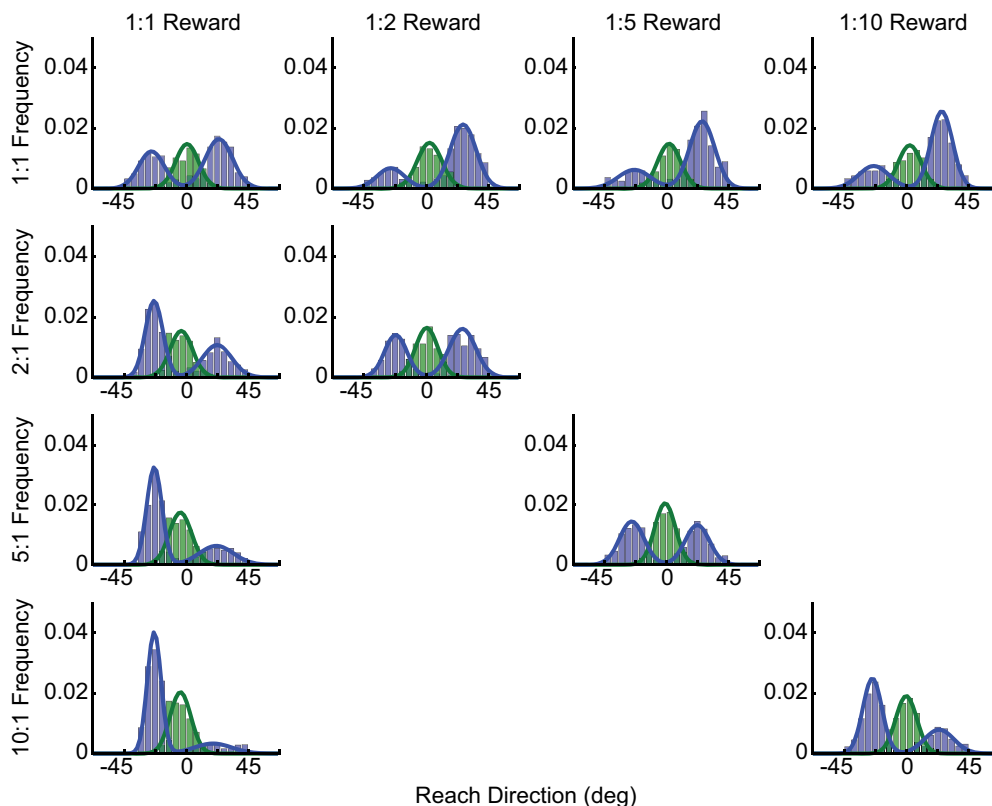 1:1 Reward 1:2 Reward 1:5 Reward 1:10 Reward
1:1 Frequency
0.04 0.04 0.04 0.04
0.02 0.02 0.02 0.02
0 0 0 0
-45 0 45 -45 0 45 -45 0 45 -45 0 45
2:1 Frequency
0.04 0.04
0.02 0.02
0 0
-45 0 45 -45 0 45
5:1 Frequency
0.04 0.04
0.02 0.02
0 0
-45 0 45 -45 0 45
10:1 Frequency
0.04 0.04
0.02 0.02
0 0
-45 0 45 -45 0 45
Reach Direction (deg)